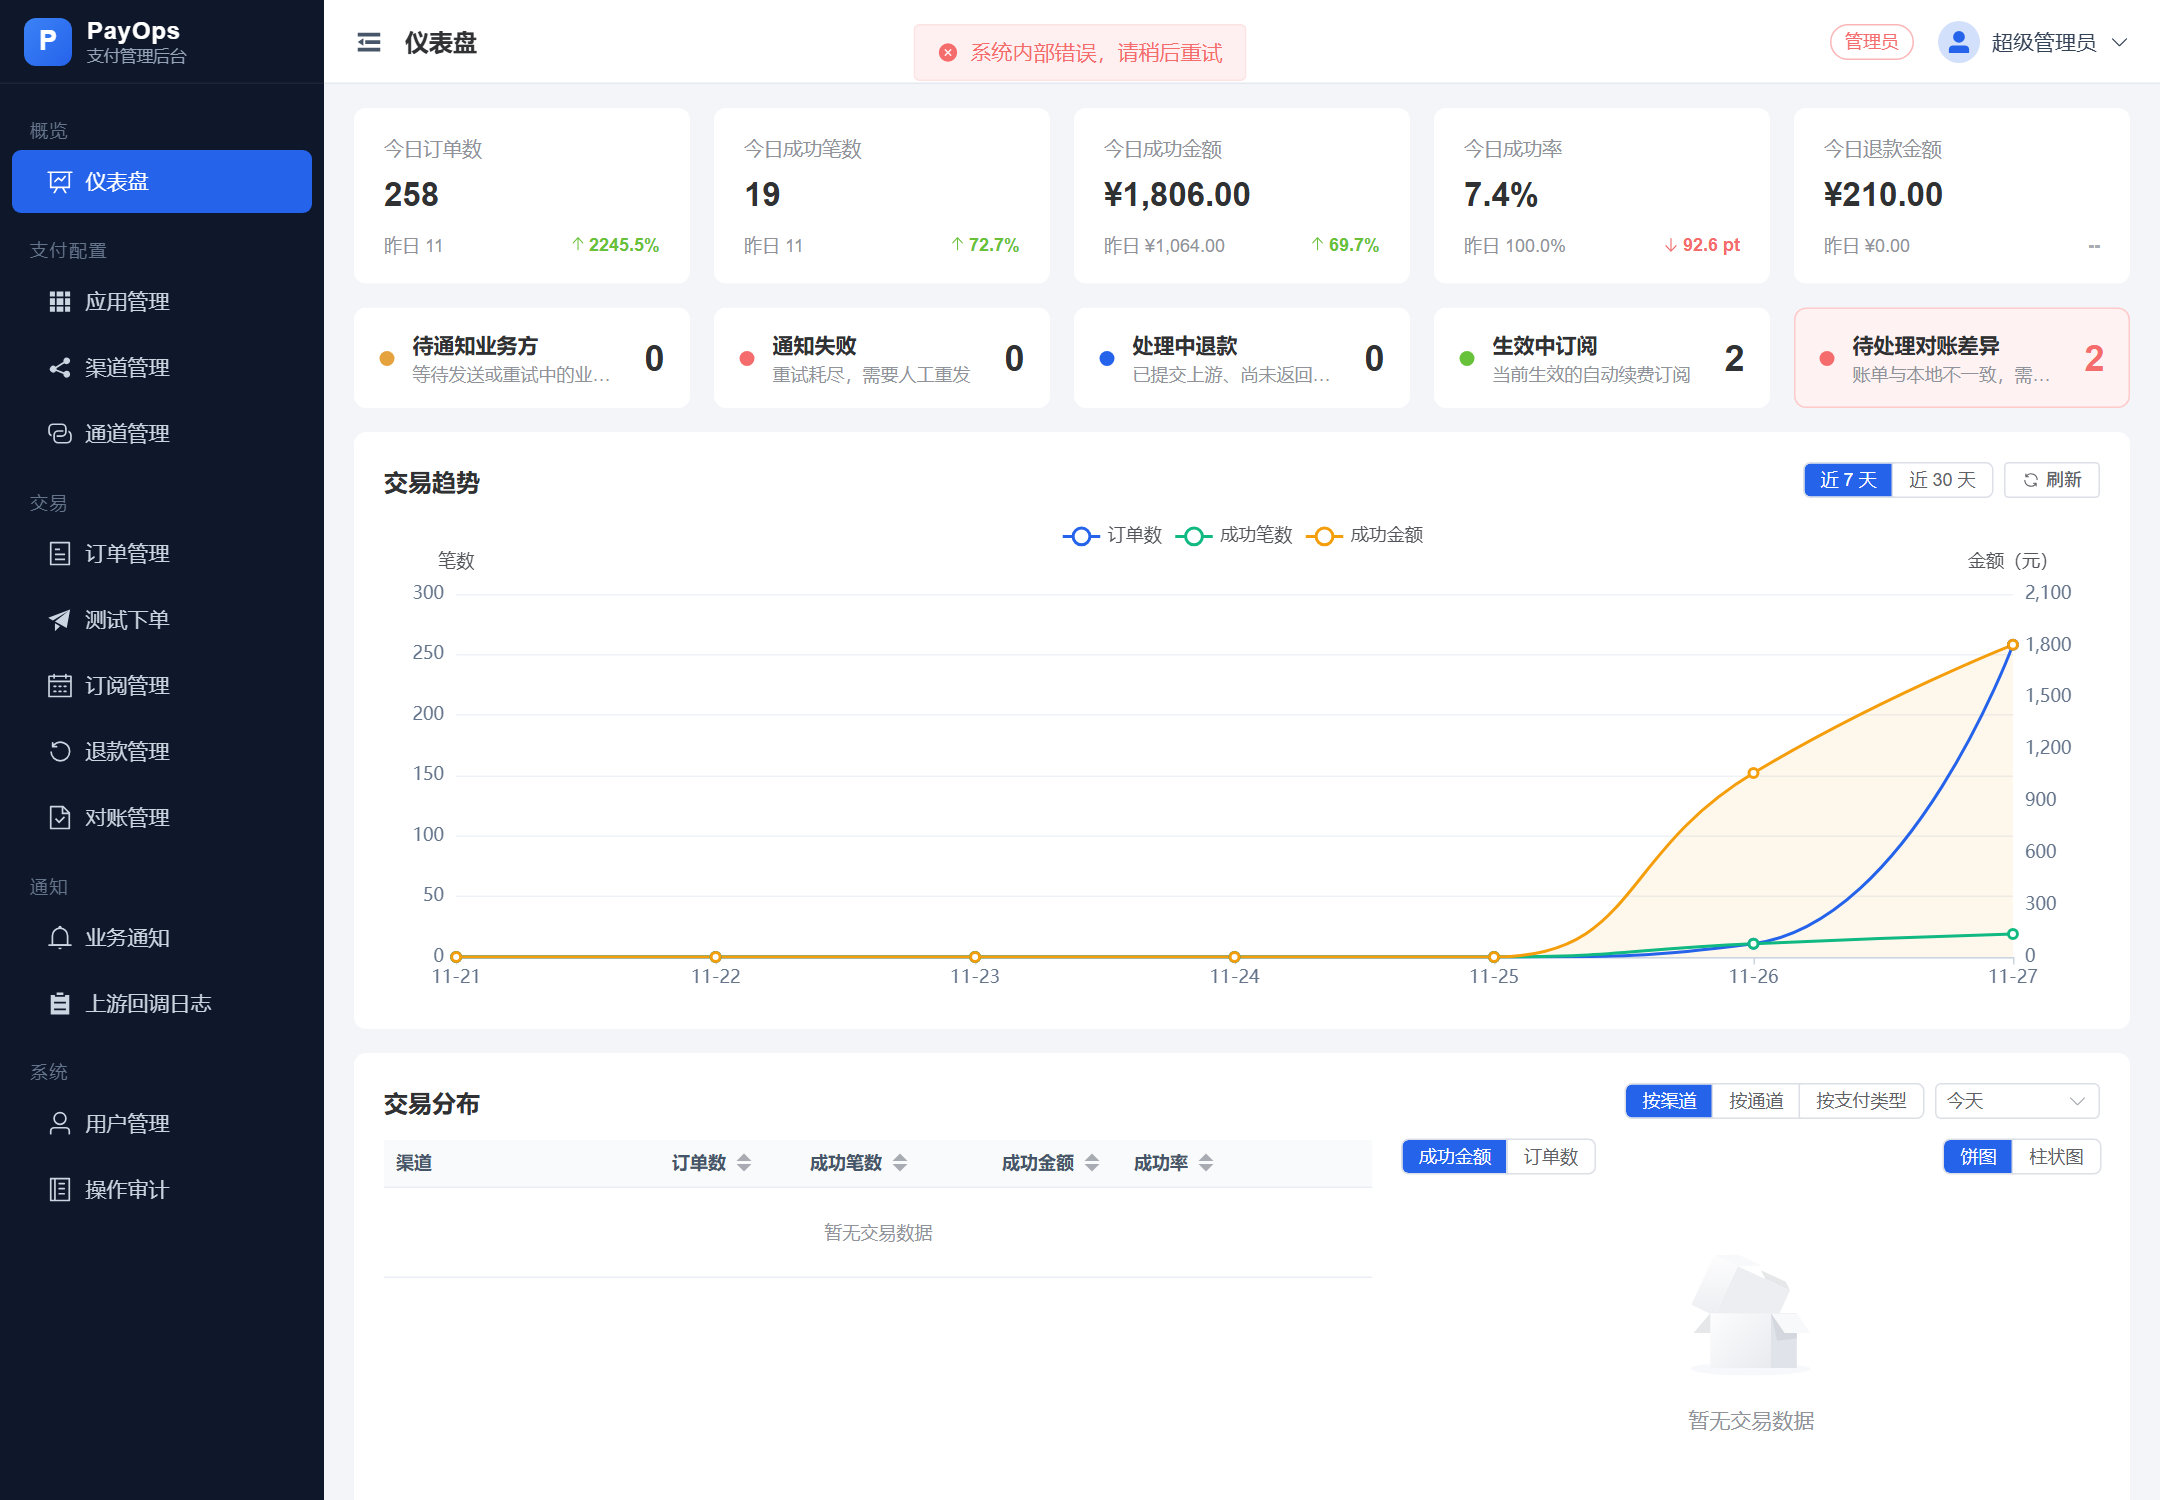 P
PayOps
支付管理后台
概览
仪表盘
支付配置
应用管理
渠道管理
通道管理
交易
订单管理
测试下单
订阅管理
退款管理
对账管理
通知
业务通知
上游回调日志
系统
用户管理
操作审计
仪表盘
系统内部错误，请稍后重试
管理员
超级管理员
今日订单数
258
昨日 11
2245.5%
今日成功笔数
19
昨日 11
72.7%
今日成功金额
¥1,806.00
昨日 ¥1,064.00
69.7%
今日成功率
7.4%
昨日 100.0%
92.6 pt
今日退款金额
¥210.00
昨日 ¥0.00
--
待通知业务方
等待发送或重试中的业...
0
通知失败
重试耗尽，需要人工重发
0
处理中退款
已提交上游、尚未返回...
0
生效中订阅
当前生效的自动续费订阅
2
待处理对账差异
账单与本地不一致，需...
2
交易趋势
近 7 天
近 30 天
刷新
订单数
成功笔数
成功金额
笔数
金额（元）
300
250
200
150
100
50
0
2,100
1,800
1,500
1,200
900
600
300
0
11-21
11-22
11-23
11-24
11-25
11-26
11-27
交易分布
按渠道
按通道
按支付类型
今天
渠道
订单数
成功笔数
成功金额
成功率
暂无交易数据
成功金额
订单数
饼图
柱状图
暂无交易数据